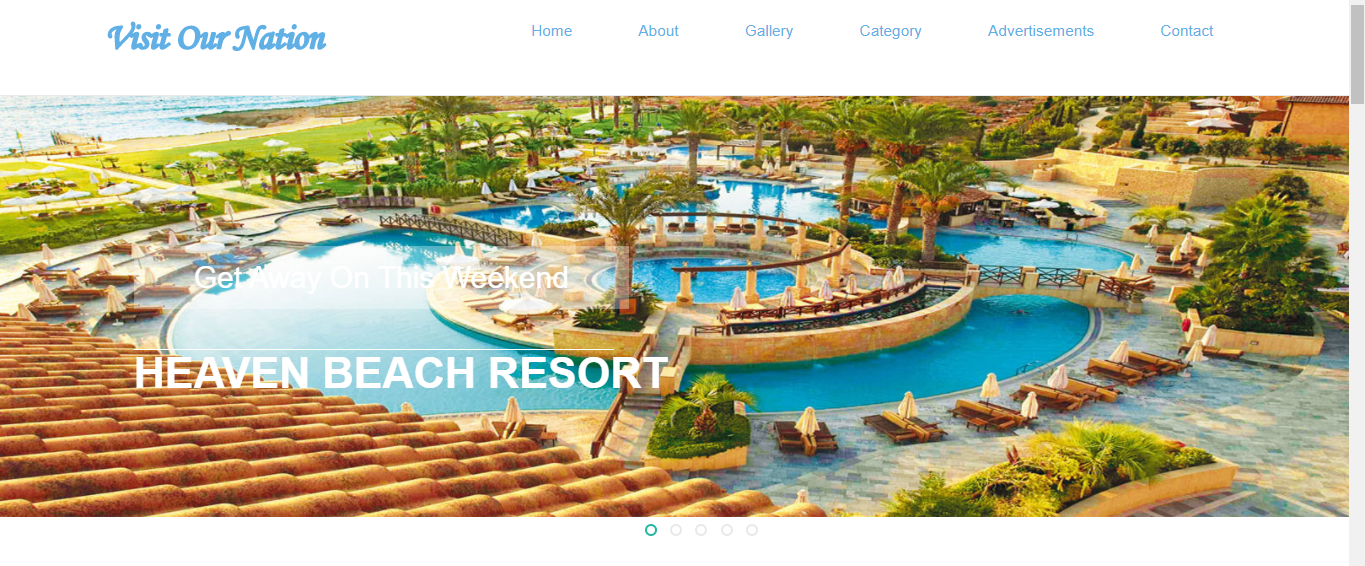 Visit Our Nation
Home About Gallery Category Advertisements Contact
Get Away On This Weekend
HEAVEN BEACH RESORT